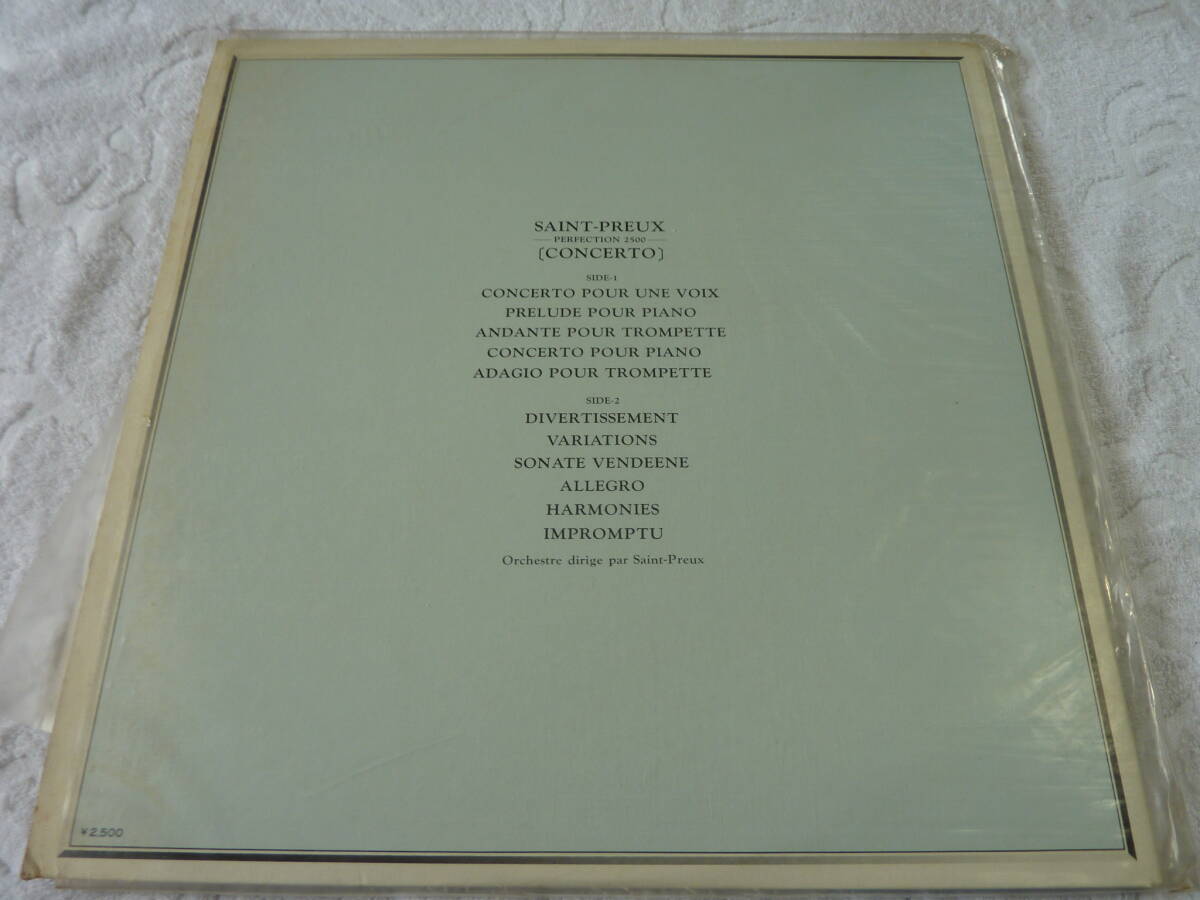 SAINT-PREUX
PERFECTION 2500
[CONCERTO]
SIDE-1
CONCERTO POUR UNE VOIX
PRELUDE POUR PIANO
ANDANTE POUR TROMPETTE
CONCERTO POUR PIANO
ADAGIO POUR TROMPETTE
SIDE-2
DIVERTISSEMENT
VARIATIONS
SONATE VENDEENE
ALLEGRO
HARMONIES
IMPROMPTU
Orchestre dirige par Saint-Preux
¥2,500